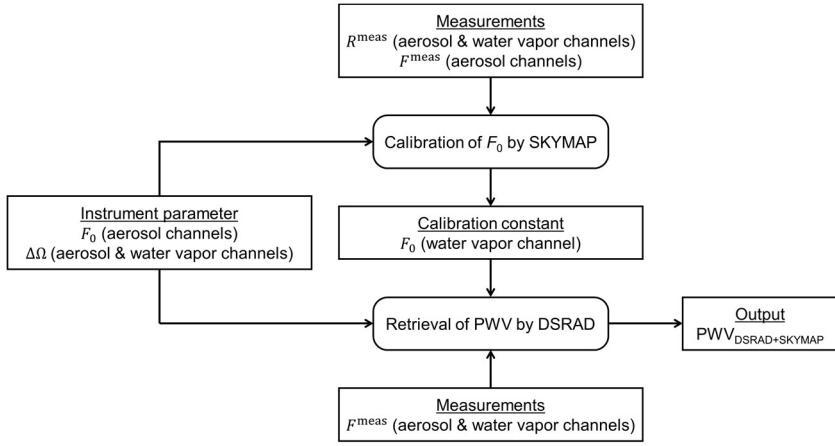 Measurements
R^meas (aerosol & water vapor channels)
F^meas (aerosol channels)
Calibration of F₀ by SKYMAP
Instrument parameter
F₀ (aerosol channels)
ΔΩ (aerosol & water vapor channels)
Calibration constant
F₀ (water vapor channel)
Retrieval of PWV by DSRAD
Output
PWV_DSRAD+SKYMAP
Measurements
F^meas (aerosol & water vapor channels)